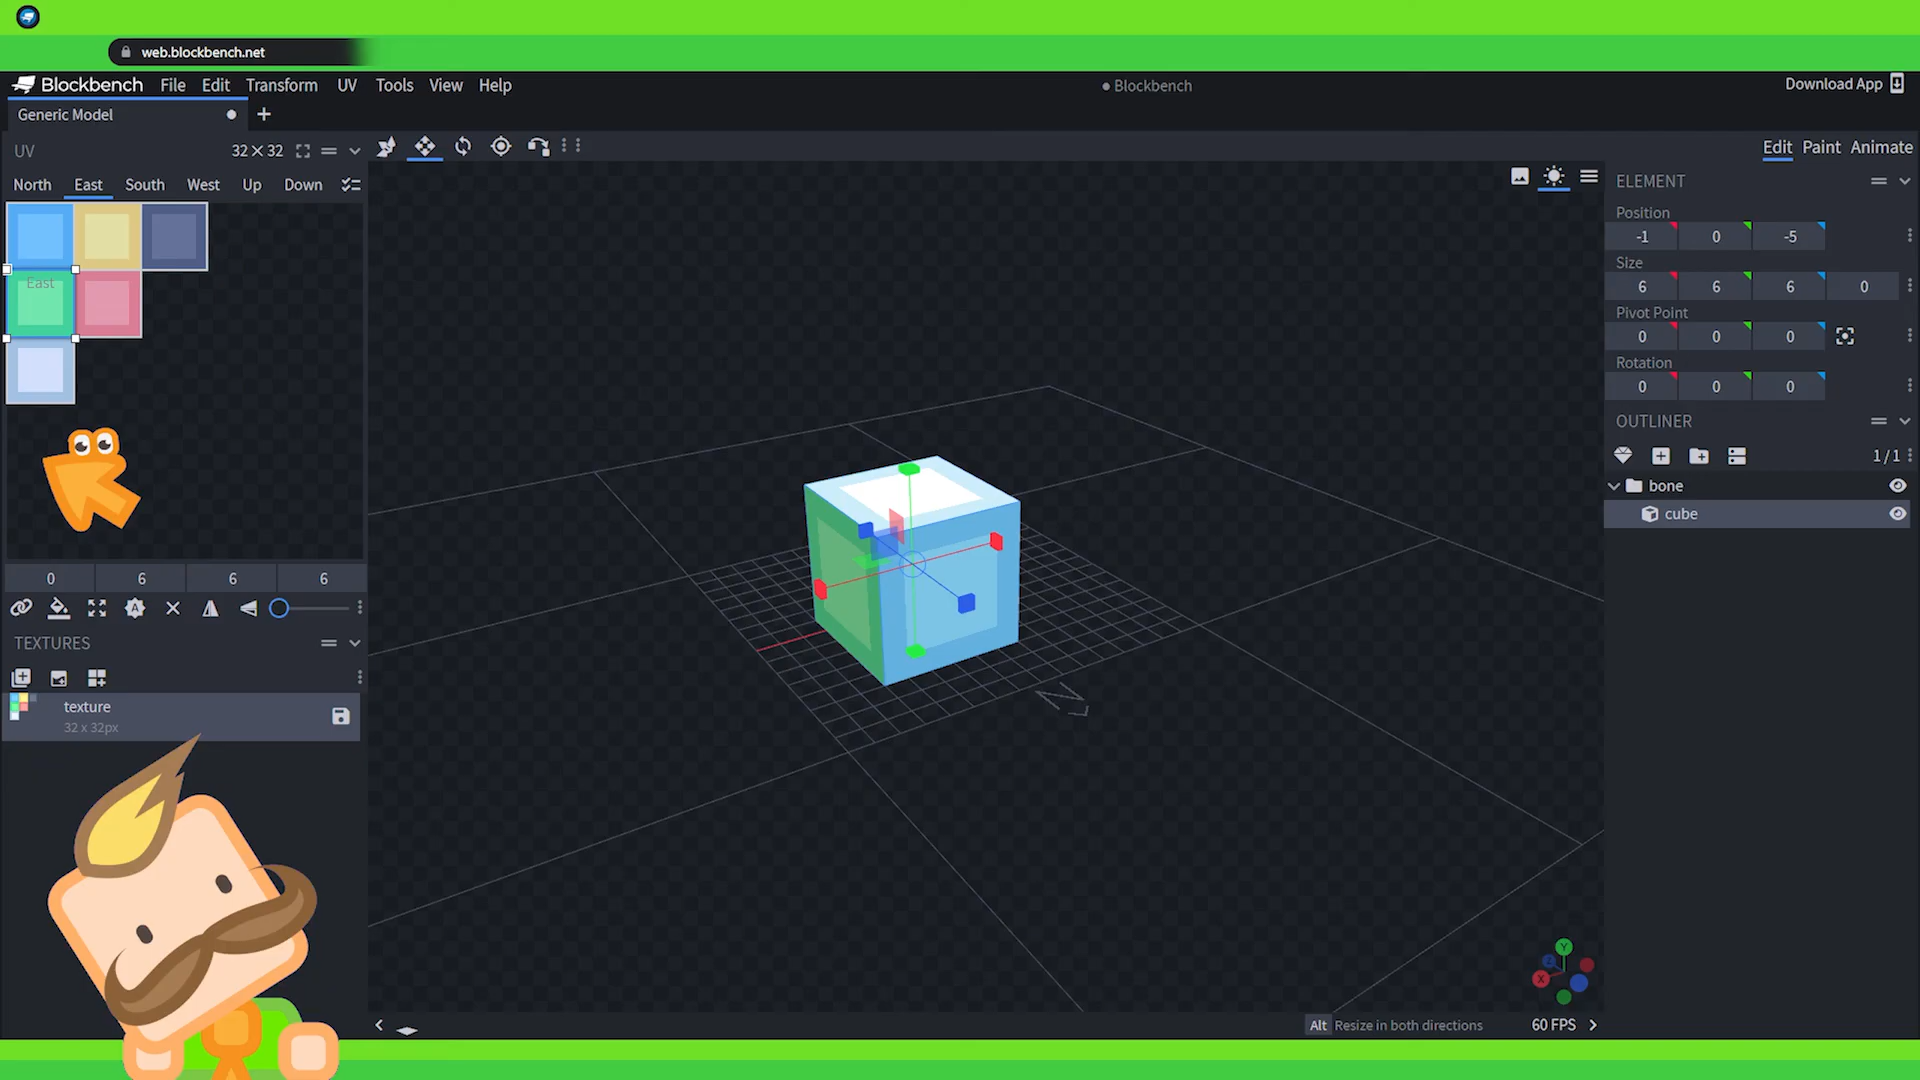 web.blockbench.net
Blockbench File Edit Transform UV Tools View Help
Blockbench
Download App
Generic Model
UV 32×32
Edit Paint Animate
North East South West Up Down
East
0 6 6 6
TEXTURES
texture
32 x 32px
ELEMENT
Position
-1 0 -5
Size
6 6 6 0
Pivot Point
0 0 0
Rotation
0 0 0
OUTLINER
1/1
bone
cube
N
Y
Z
X
Alt Resize in both directions 60 FPS